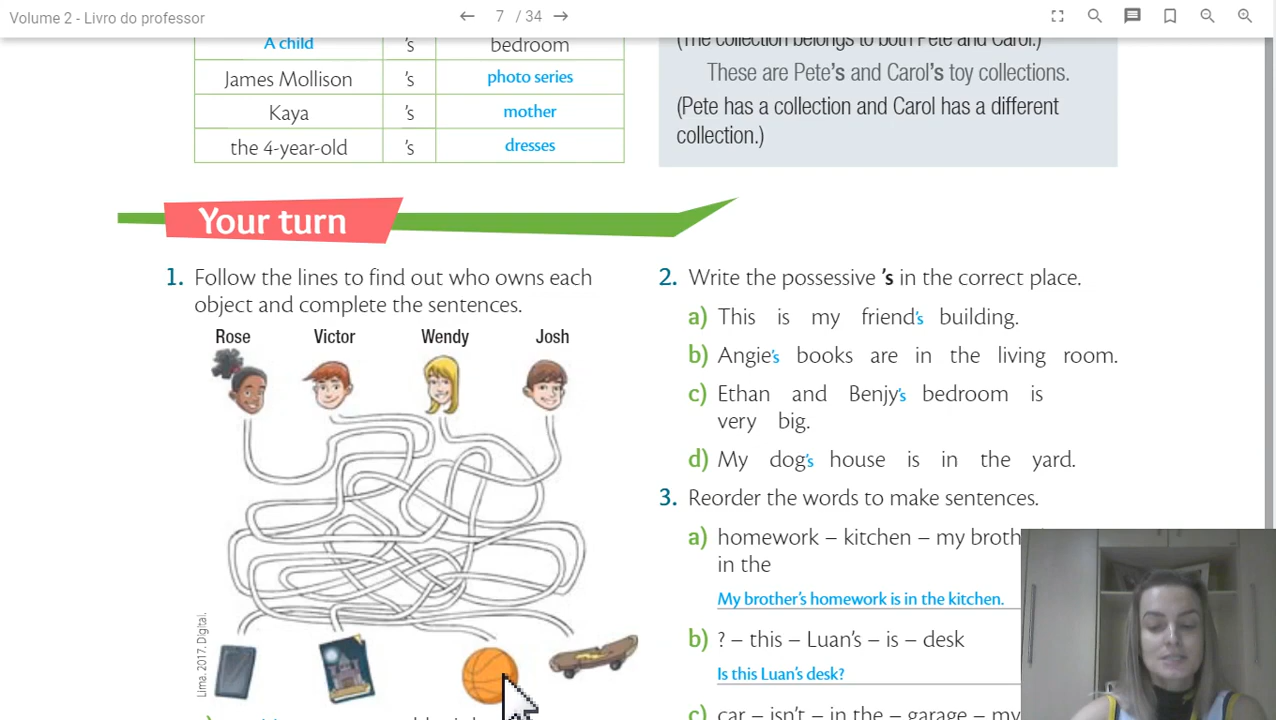 Volume 2 - Livro do professor
7 / 34
A child 's bedroom
James Mollison 's photo series
Kaya 's mother
the 4-year-old 's dresses
(The collection belongs to both Pete and Carol.)
These are Pete's and Carol's toy collections.
(Pete has a collection and Carol has a different
collection.)
Your turn
1. Follow the lines to find out who owns each
object and complete the sentences.
Rose Victor Wendy Josh
Lima. 2017. Digital.
2. Write the possessive 's in the correct place.
a) This is my friend's building.
b) Angie's books are in the living room.
c) Ethan and Benjy's bedroom is
very big.
d) My dog's house is in the yard.
3. Reorder the words to make sentences.
a) homework – kitchen – my broth
in the
My brother's homework is in the kitchen.
b) ? – this – Luan's – is – desk
Is this Luan's desk?
c) car – isn't – in the – garage – my